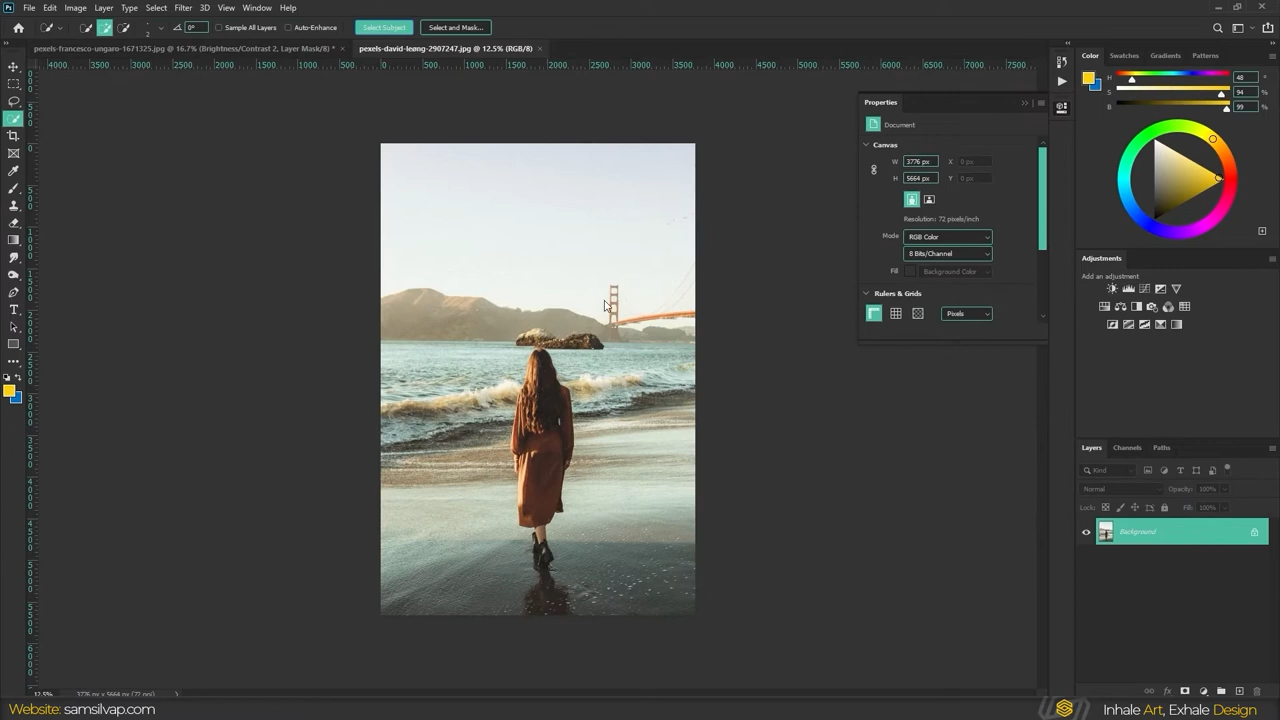 File Edit Image Layer Type Select Filter 3D View Window Help
0° Sample All Layers Auto-Enhance Select Subject Select and Mask...
pexels-francesco-ungaro-1671325.jpg @ 16.7% (Brightness/Contrast 2, Layer Mask/8) * × pexels-david-leøng-2907247.jpg @ 12.5% (RGB/8) ×
4000 3500 3000 2500 2000 1500 1000 500 0 500 1000 1500 2000 2500 3000 3500 4000 4500 5000 5500 6000 6500 7000 7500
Color Swatches Gradients Patterns
H 48 °
S 94 %
B 99 %
Properties
Document
Canvas
W 3776 px X 0 px
H 5664 px Y 0 px
Resolution: 72 pixels/inch
Mode RGB Color
8 Bits/Channel
Fill Background Color
Rulers & Grids
Pixels
Adjustments
Add an adjustment
Layers Channels Paths
Kind
Normal Opacity: 100%
Lock: Fill: 100%
Background
12.5% 3776 px x 5664 px (72 ppi)
Website: samsilvap.com
Inhale Art, Exhale Design